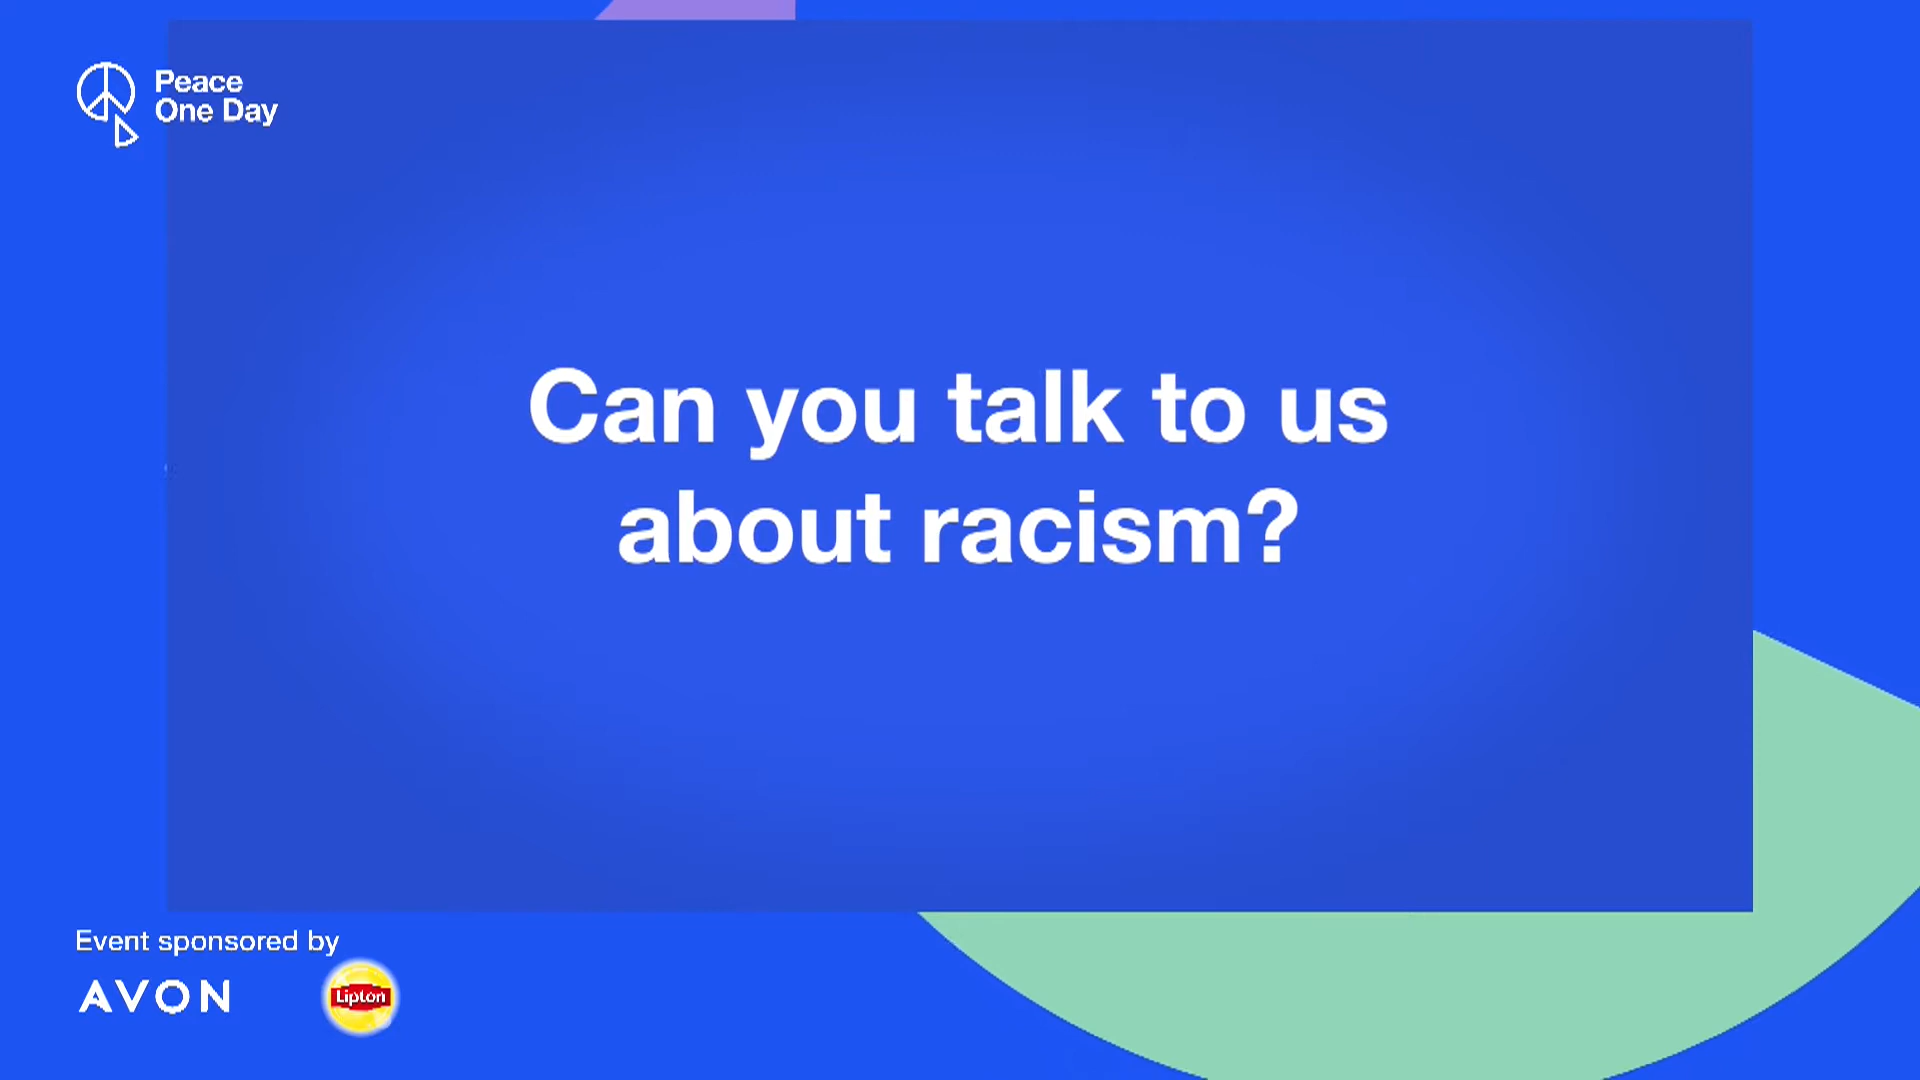 Peace
One Day
Can you talk to us
about racism?
Event sponsored by
AVON
Lipton